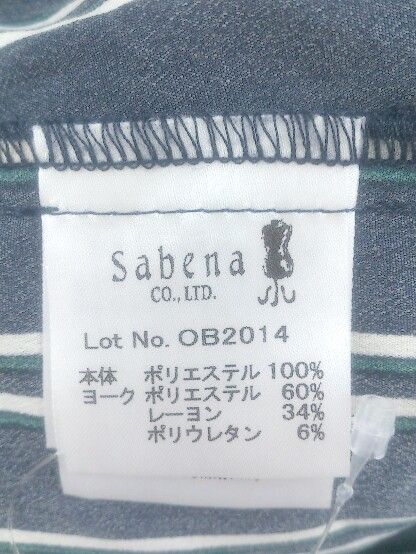 Sabena
CO., LTD.
Lot No. OB2014
本体 ポリエステル 100%
ヨーク ポリエステル 60%
レーヨン 34%
ポリウレタン 6%